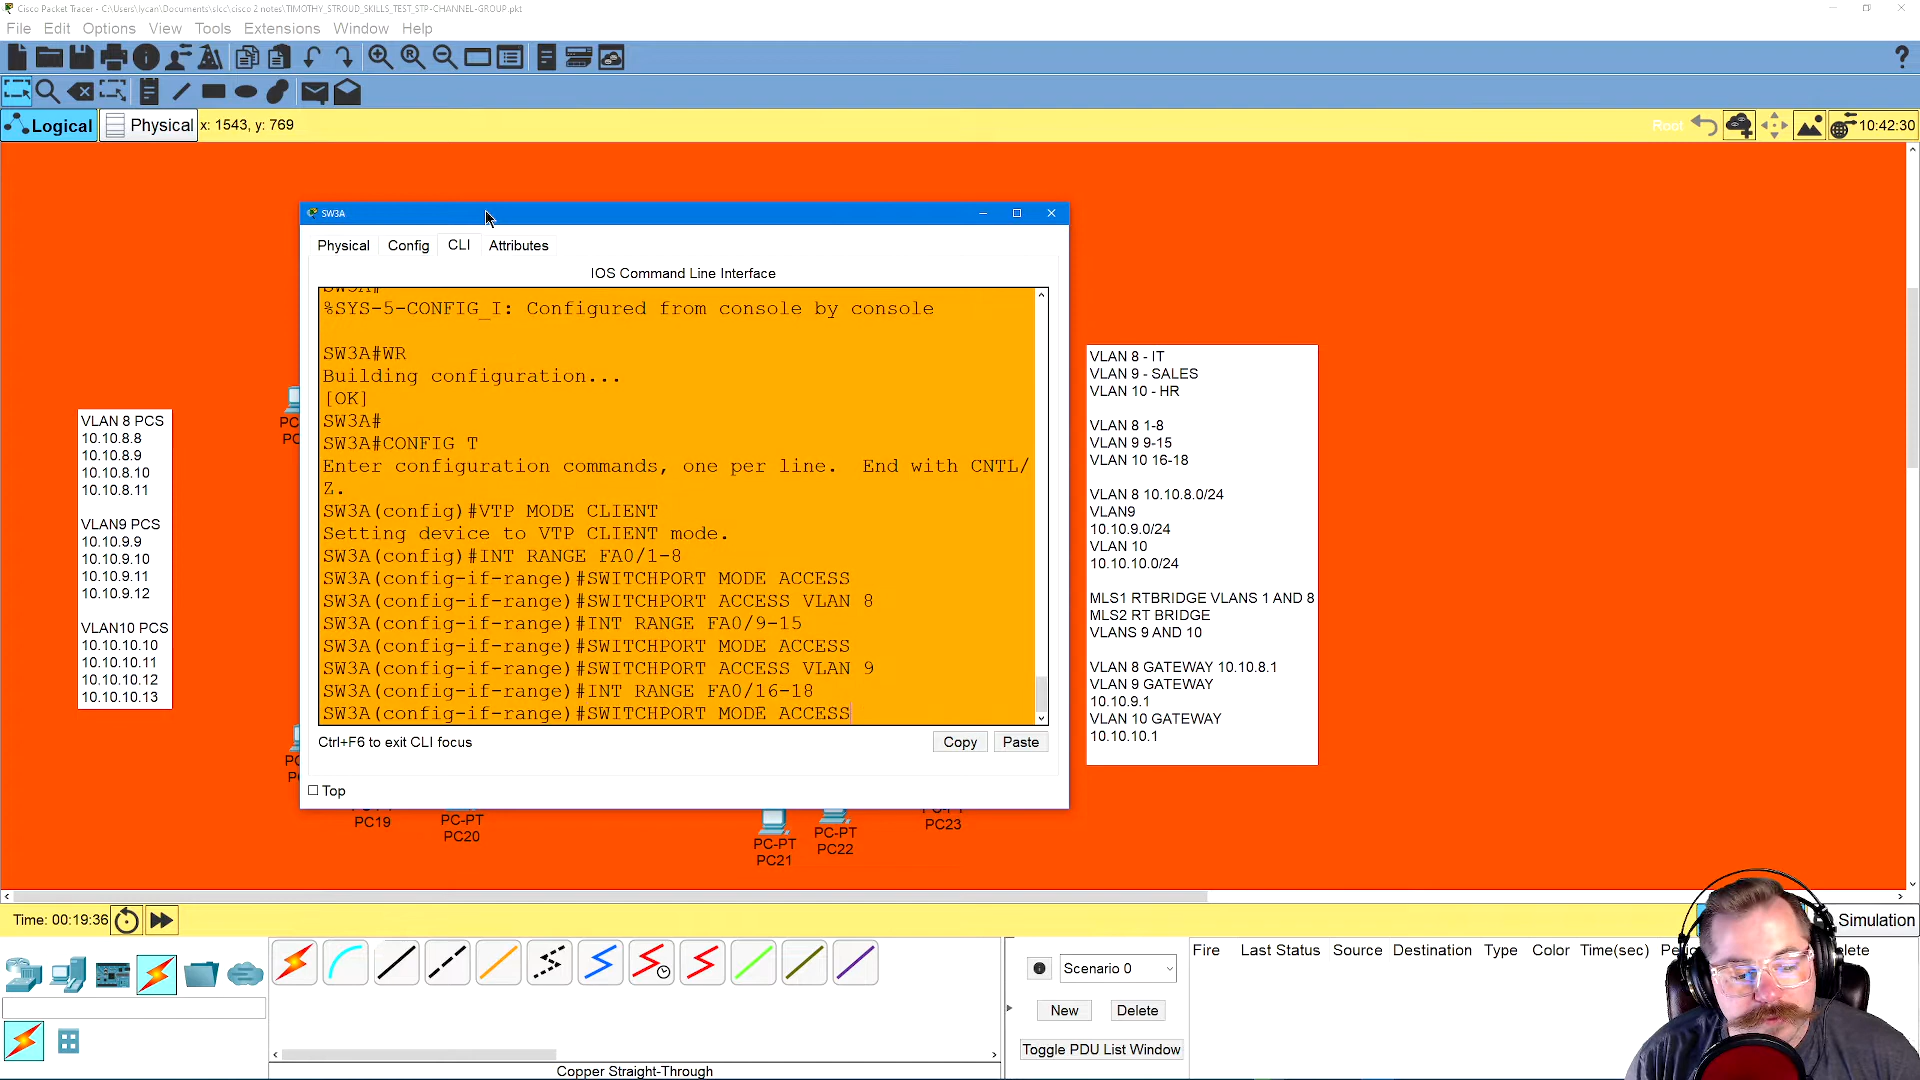 Cisco Packet Tracer - C:\Users\lycan\Documents\slcc\cisco 2 notes\TIMOTHY_STROUD_SKILLS_TEST_STP-CHANNEL-GROUP.pkt
File Edit Options View Tools Extensions Window Help
Logical Physical x: 1543, y: 769 Root 10:42:30
SW3A
Physical Config CLI Attributes
IOS Command Line Interface
SW3A#
%SYS-5-CONFIG_I: Configured from console by console
SW3A#WR
Building configuration...
[OK]
SW3A#
SW3A#CONFIG T
Enter configuration commands, one per line.  End with CNTL/
Z.
SW3A(config)#VTP MODE CLIENT
Setting device to VTP CLIENT mode.
SW3A(config)#INT RANGE FA0/1-8
SW3A(config-if-range)#SWITCHPORT MODE ACCESS
SW3A(config-if-range)#SWITCHPORT ACCESS VLAN 8
SW3A(config-if-range)#INT RANGE FA0/9-15
SW3A(config-if-range)#SWITCHPORT MODE ACCESS
SW3A(config-if-range)#SWITCHPORT ACCESS VLAN 9
SW3A(config-if-range)#INT RANGE FA0/16-18
SW3A(config-if-range)#SWITCHPORT MODE ACCESS
Ctrl+F6 to exit CLI focus
Copy Paste
Top
VLAN 8 PCS
10.10.8.8
10.10.8.9
10.10.8.10
10.10.8.11
VLAN9 PCS
10.10.9.9
10.10.9.10
10.10.9.11
10.10.9.12
VLAN10 PCS
10.10.10.10
10.10.10.11
10.10.10.12
10.10.10.13
VLAN 8 - IT
VLAN 9 - SALES
VLAN 10 - HR
VLAN 8 1-8
VLAN 9 9-15
VLAN 10 16-18
VLAN 8 10.10.8.0/24
VLAN9
10.10.9.0/24
VLAN 10
10.10.10.0/24
MLS1 RTBRIDGE VLANS 1 AND 8
MLS2 RT BRIDGE
VLANS 9 AND 10
VLAN 8 GATEWAY 10.10.8.1
VLAN 9 GATEWAY
10.10.9.1
VLAN 10 GATEWAY
10.10.10.1
PC19
PC-PT
PC20
PC-PT
PC21
PC-PT
PC22
PC23
Time: 00:19:36
Simulation
Scenario 0
New Delete
Toggle PDU List Window
Fire Last Status Source Destination Type Color Time(sec)
Copper Straight-Through